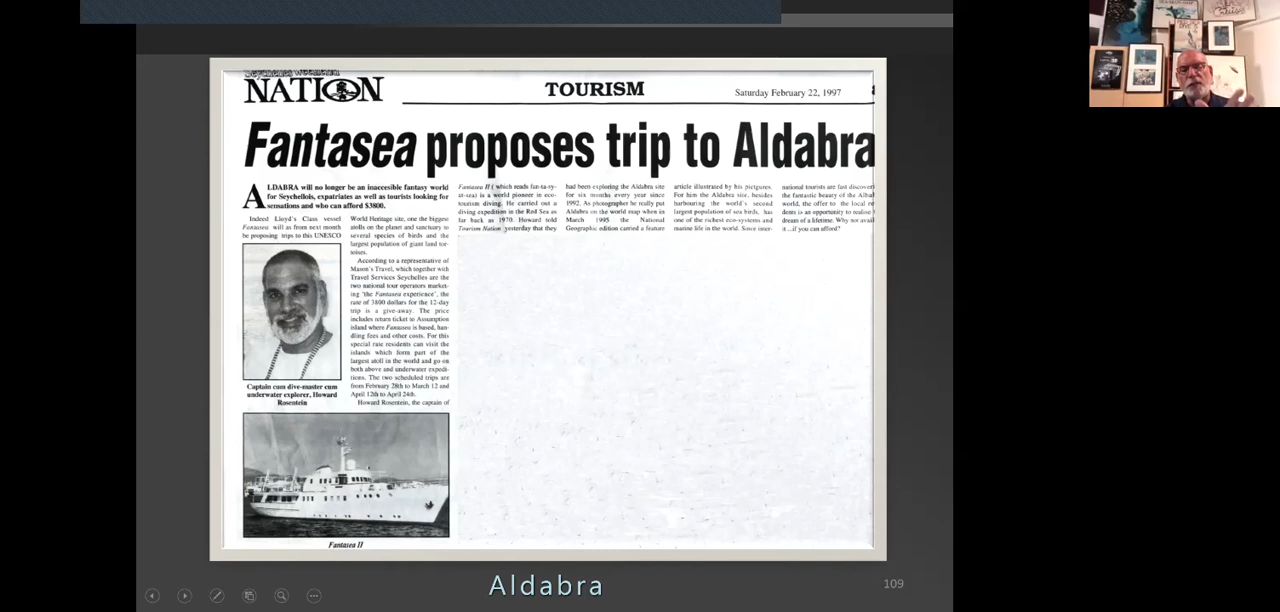 Seychelles Weekend
NATION
TOURISM
Saturday February 22, 1997
Fantasea proposes trip to Aldabra
ALDABRA will no longer be an inaccesible fantasy world
for Seychellois, expatriates as well as tourists looking for
sensations and who can afford $3800.
Indeed Lloyd's Class vessel
Fantasea will as from next month
be proposing trips to this UNESCO
Captain cum dive-master cum
underwater explorer, Howard
Rosentein
World Heritage site, one the biggest
atolls on the planet and sanctuary to
several species of birds and the
largest population of giant land tor-
toises.
According to a representative of
Mason's Travel, which together with
Travel Services Seychelles are the
two national tour operators market-
ing 'the Fantasea experience', the
rate of 3800 dollars for the 12-day
trip is a give-away. The price
includes return ticket to Assumption
island where Fantasea is based, han-
dling fees and other costs. For this
special rate residents can visit the
islands which form part of the
largest atoll in the world and go on
both above and underwater expedi-
tions. The two scheduled trips are
from February 28th to March 12 and
April 12th to April 24th.
Howard Rosentein, the captain of
Fantasea II
Fantasea II ( which reads fan-ta-sy-
at-sea) is a world pioneer in eco-
tourism diving. He carried out a
diving expedition in the Red Sea as
far back as 1970. Howard told
Tourism Nation yesterday that they
had been exploring the Aldabra site
for six months every year since
1992. As photographer he really put
Aldabra on the world map when in
March 1995 the National
Geographic edition carried a feature
article illustrated by his pictures.
For him the Aldabra site, besides
harbouring the world's second
largest population of sea birds, has
one of the richest eco-systems and
marine life in the world. Since inter-
national tourists are fast discover
the fantastic beauty of the Aldab
world, the offer to the local re
dents is an opportunity to realise
dream of a lifetime. Why not avail
it ...if you can afford?
Aldabra
109